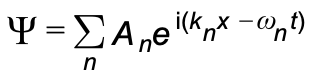 Ψ = ∑ₙ Aₙe^{i(kₙx − ωₙt)}